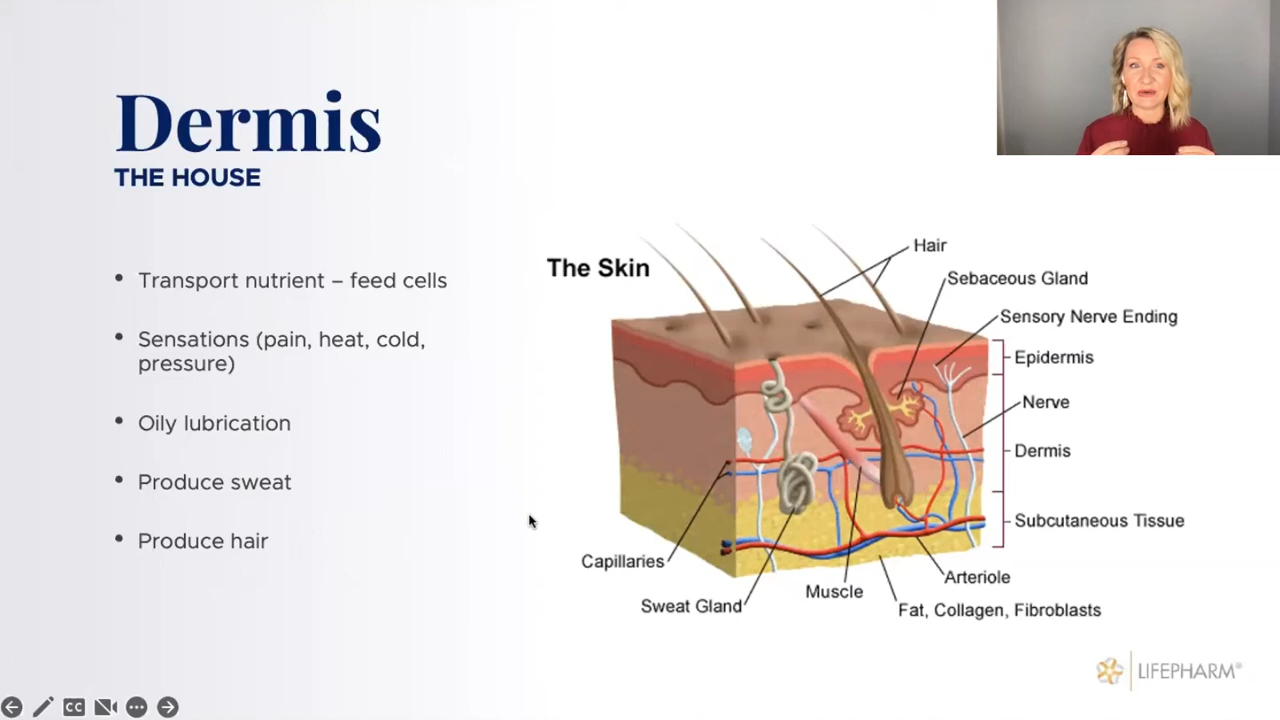 Dermis
THE HOUSE
• Transport nutrient – feed cells
• Sensations (pain, heat, cold,
pressure)
• Oily lubrication
• Produce sweat
• Produce hair
The Skin
Hair
Sebaceous Gland
Sensory Nerve Ending
Epidermis
Nerve
Dermis
Subcutaneous Tissue
Capillaries
Arteriole
Muscle
Sweat Gland
Fat, Collagen, Fibroblasts
LIFEPHARM®
CC